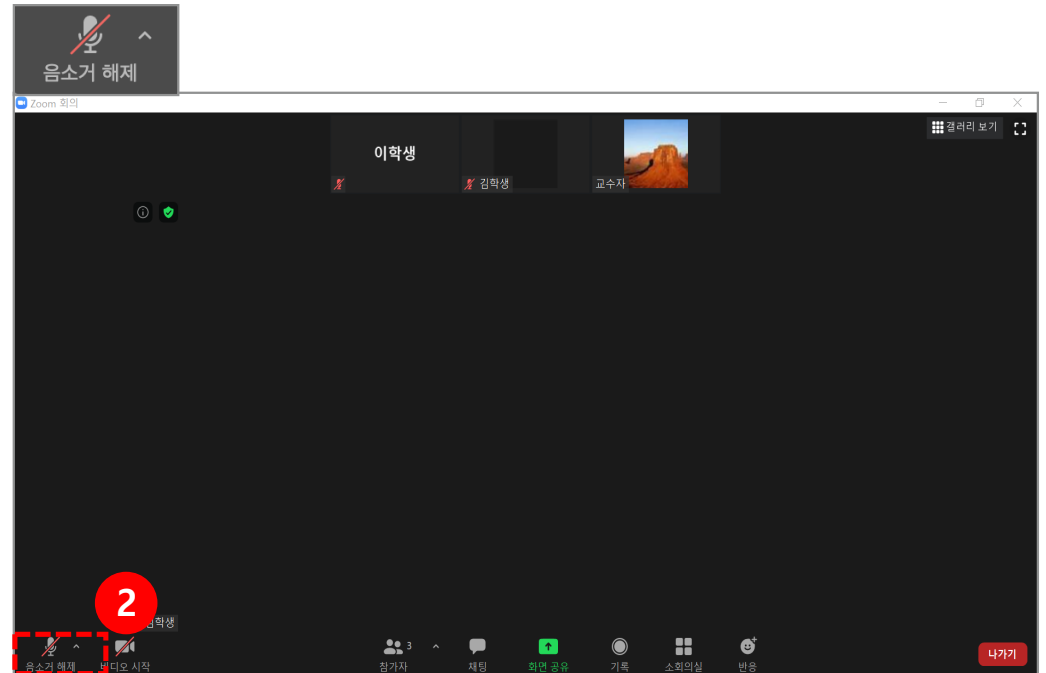 음소거 해제
Zoom 회의
갤러리 보기
이학생
김학생
교수자
2
김학생
음소거 해제
비디오 시작
3
참가자
채팅
화면 공유
기록
소회의실
반응
나가기